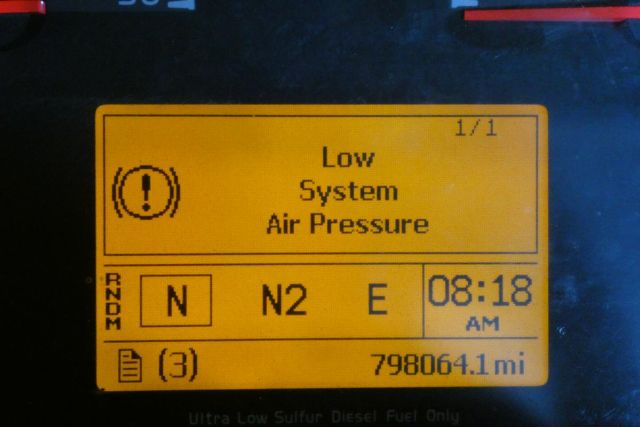 1/1
Low
System
Air Pressure
RNDM
N N2 E 08:18
AM
(3) 798064.1mi
Ultra Low Sulfur Diesel Fuel Only